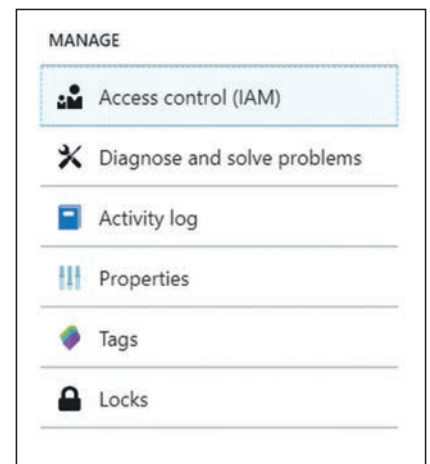 MANAGE
Access control (IAM)
Diagnose and solve problems
Activity log
Properties
Tags
Locks